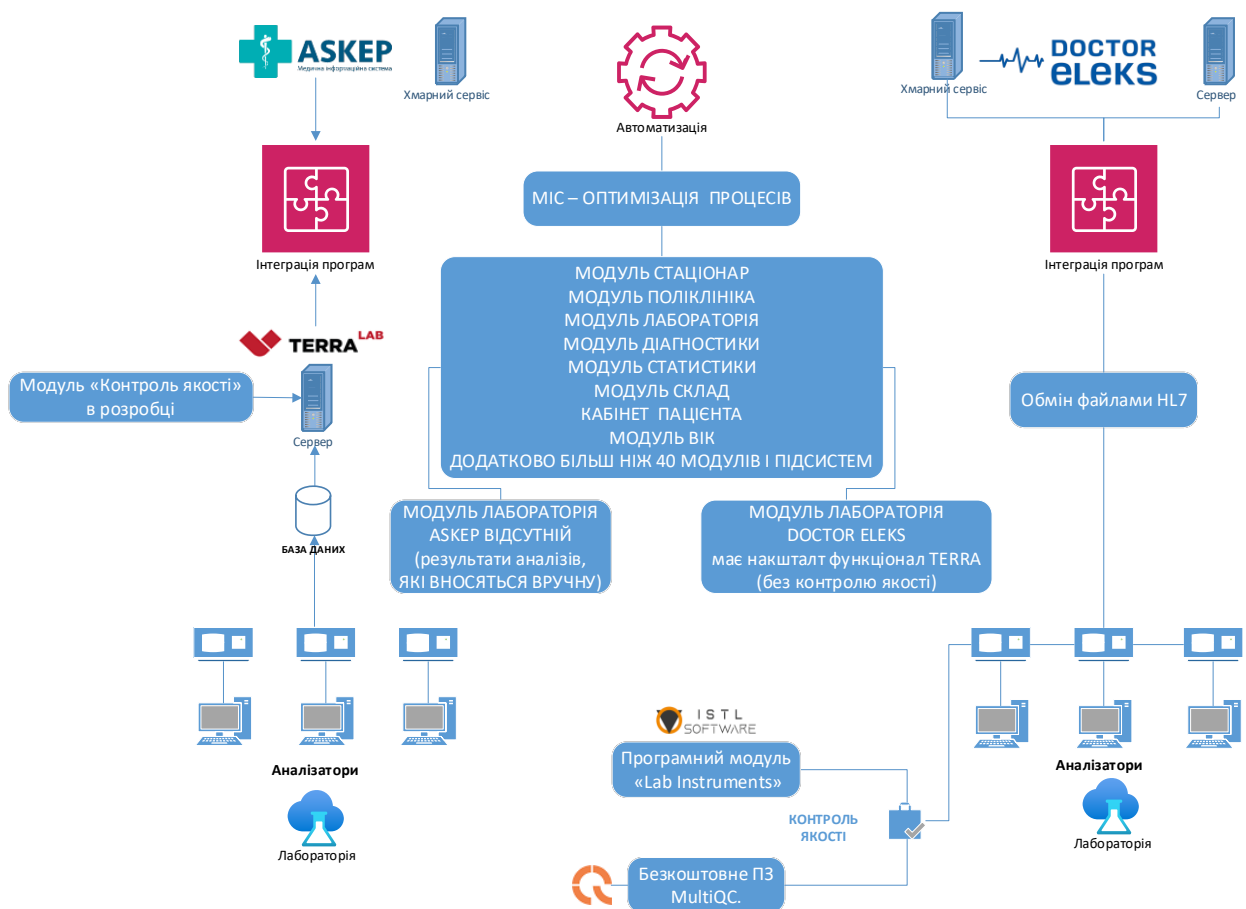 ASKEP
Медична інформаційна система
Хмарний сервіс
Автоматизація
Хмарний сервіс
DOCTOR
eLeKS
Сервер
Інтеграція програм
МІС – ОПТИМІЗАЦІЯ ПРОЦЕСІВ
Інтеграція програм
МОДУЛЬ СТАЦІОНАР
МОДУЛЬ ПОЛІКЛІНІКА
МОДУЛЬ ЛАБОРАТОРІЯ
МОДУЛЬ ДІАГНОСТИКИ
МОДУЛЬ СТАТИСТИКИ
МОДУЛЬ СКЛАД
КАБІНЕТ ПАЦІЄНТА
МОДУЛЬ ВІК
ДОДАТКОВО БІЛЬШ НІЖ 40 МОДУЛІВ І ПІДСИСТЕМ
TERRA LAB
Модуль «Контроль якості»
в розробці
Сервер
Обмін файлами HL7
БАЗА ДАНИХ
МОДУЛЬ ЛАБОРАТОРІЯ
ASKEP ВІДСУТНІЙ
(результати аналізів,
ЯКІ ВНОСЯТЬСЯ ВРУЧНУ)
МОДУЛЬ ЛАБОРАТОРІЯ
DOCTOR ELEKS
має накшталт функціонал TERRA
(без контролю якості)
Аналізатори
Лабораторія
ISTL
SOFTWARE
Програмний модуль
«Lab Instruments»
КОНТРОЛЬ
ЯКОСТІ
Безкоштовне ПЗ
MultiQC.
Аналізатори
Лабораторія